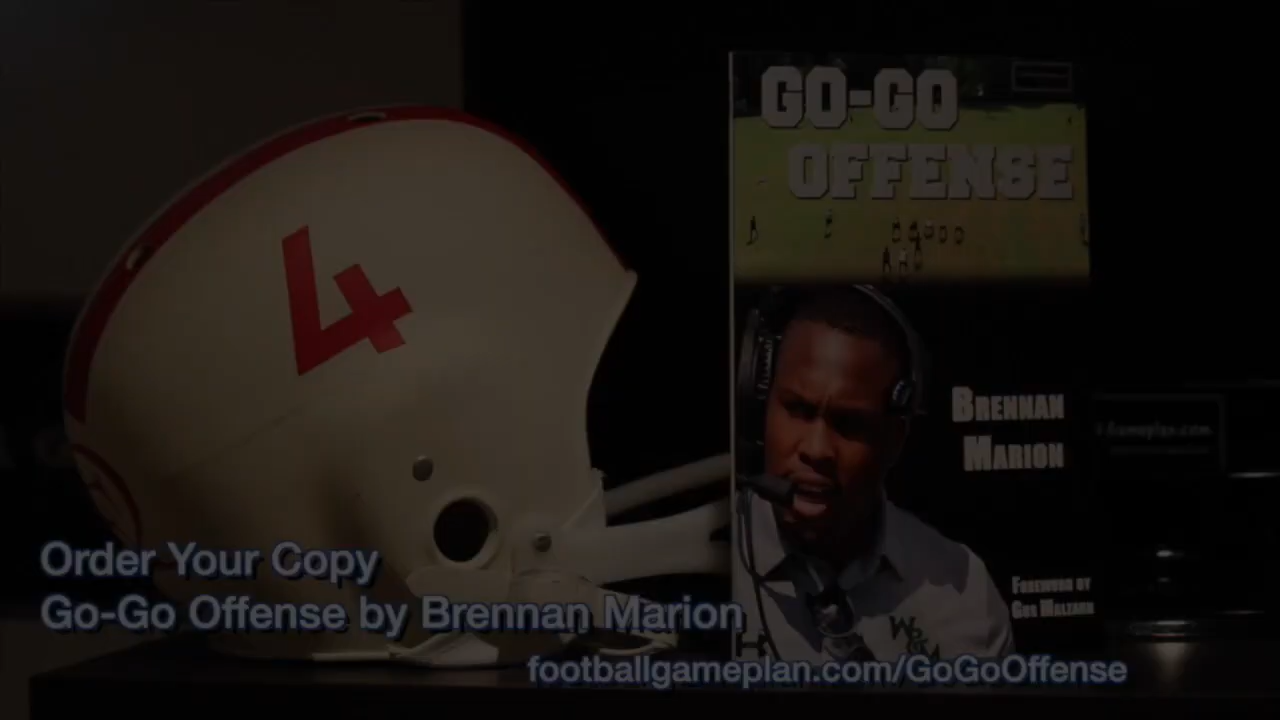 4
GO-GO
OFFENSE
BRENNAN
MARION
FOREWORD BY
GUS MALZAHN
Order Your Copy
Go-Go Offense by Brennan Marion
footballgameplan.com/GoGoOffense